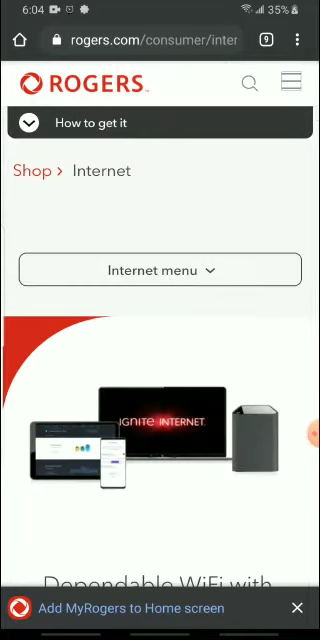 6:04 35%
rogers.com/consumer/inter 9
ROGERS
How to get it
Shop > Internet
Internet menu
IGNITE INTERNET
Dependable WiFi with
Add MyRogers to Home screen